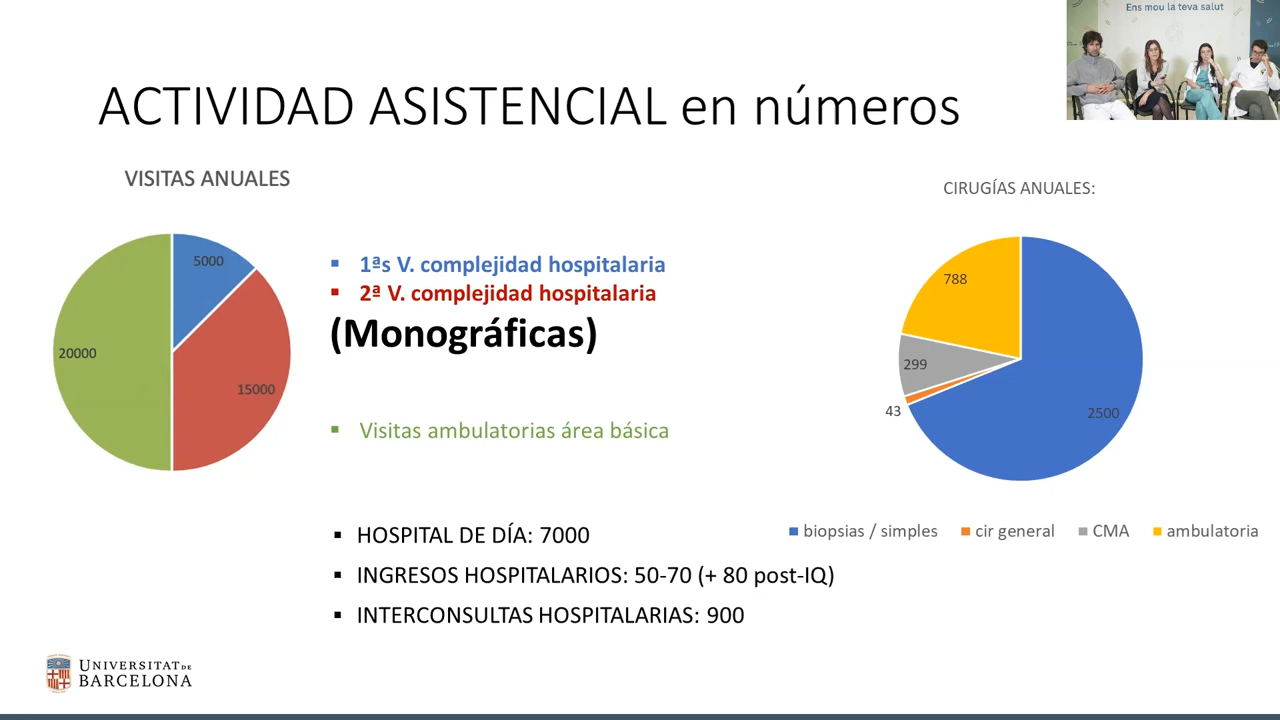 Ens mou la teva salut
ACTIVIDAD ASISTENCIAL en números
VISITAS ANUALES
5000
15000
20000
1ªs V. complejidad hospitalaria
2ª V. complejidad hospitalaria
(Monográficas)
Visitas ambulatorias área básica
HOSPITAL DE DÍA: 7000
INGRESOS HOSPITALARIOS: 50-70 (+ 80 post-IQ)
INTERCONSULTAS HOSPITALARIAS: 900
CIRUGÍAS ANUALES:
788
299
43
2500
biopsias / simples cir general CMA ambulatoria
UNIVERSITAT DE
BARCELONA